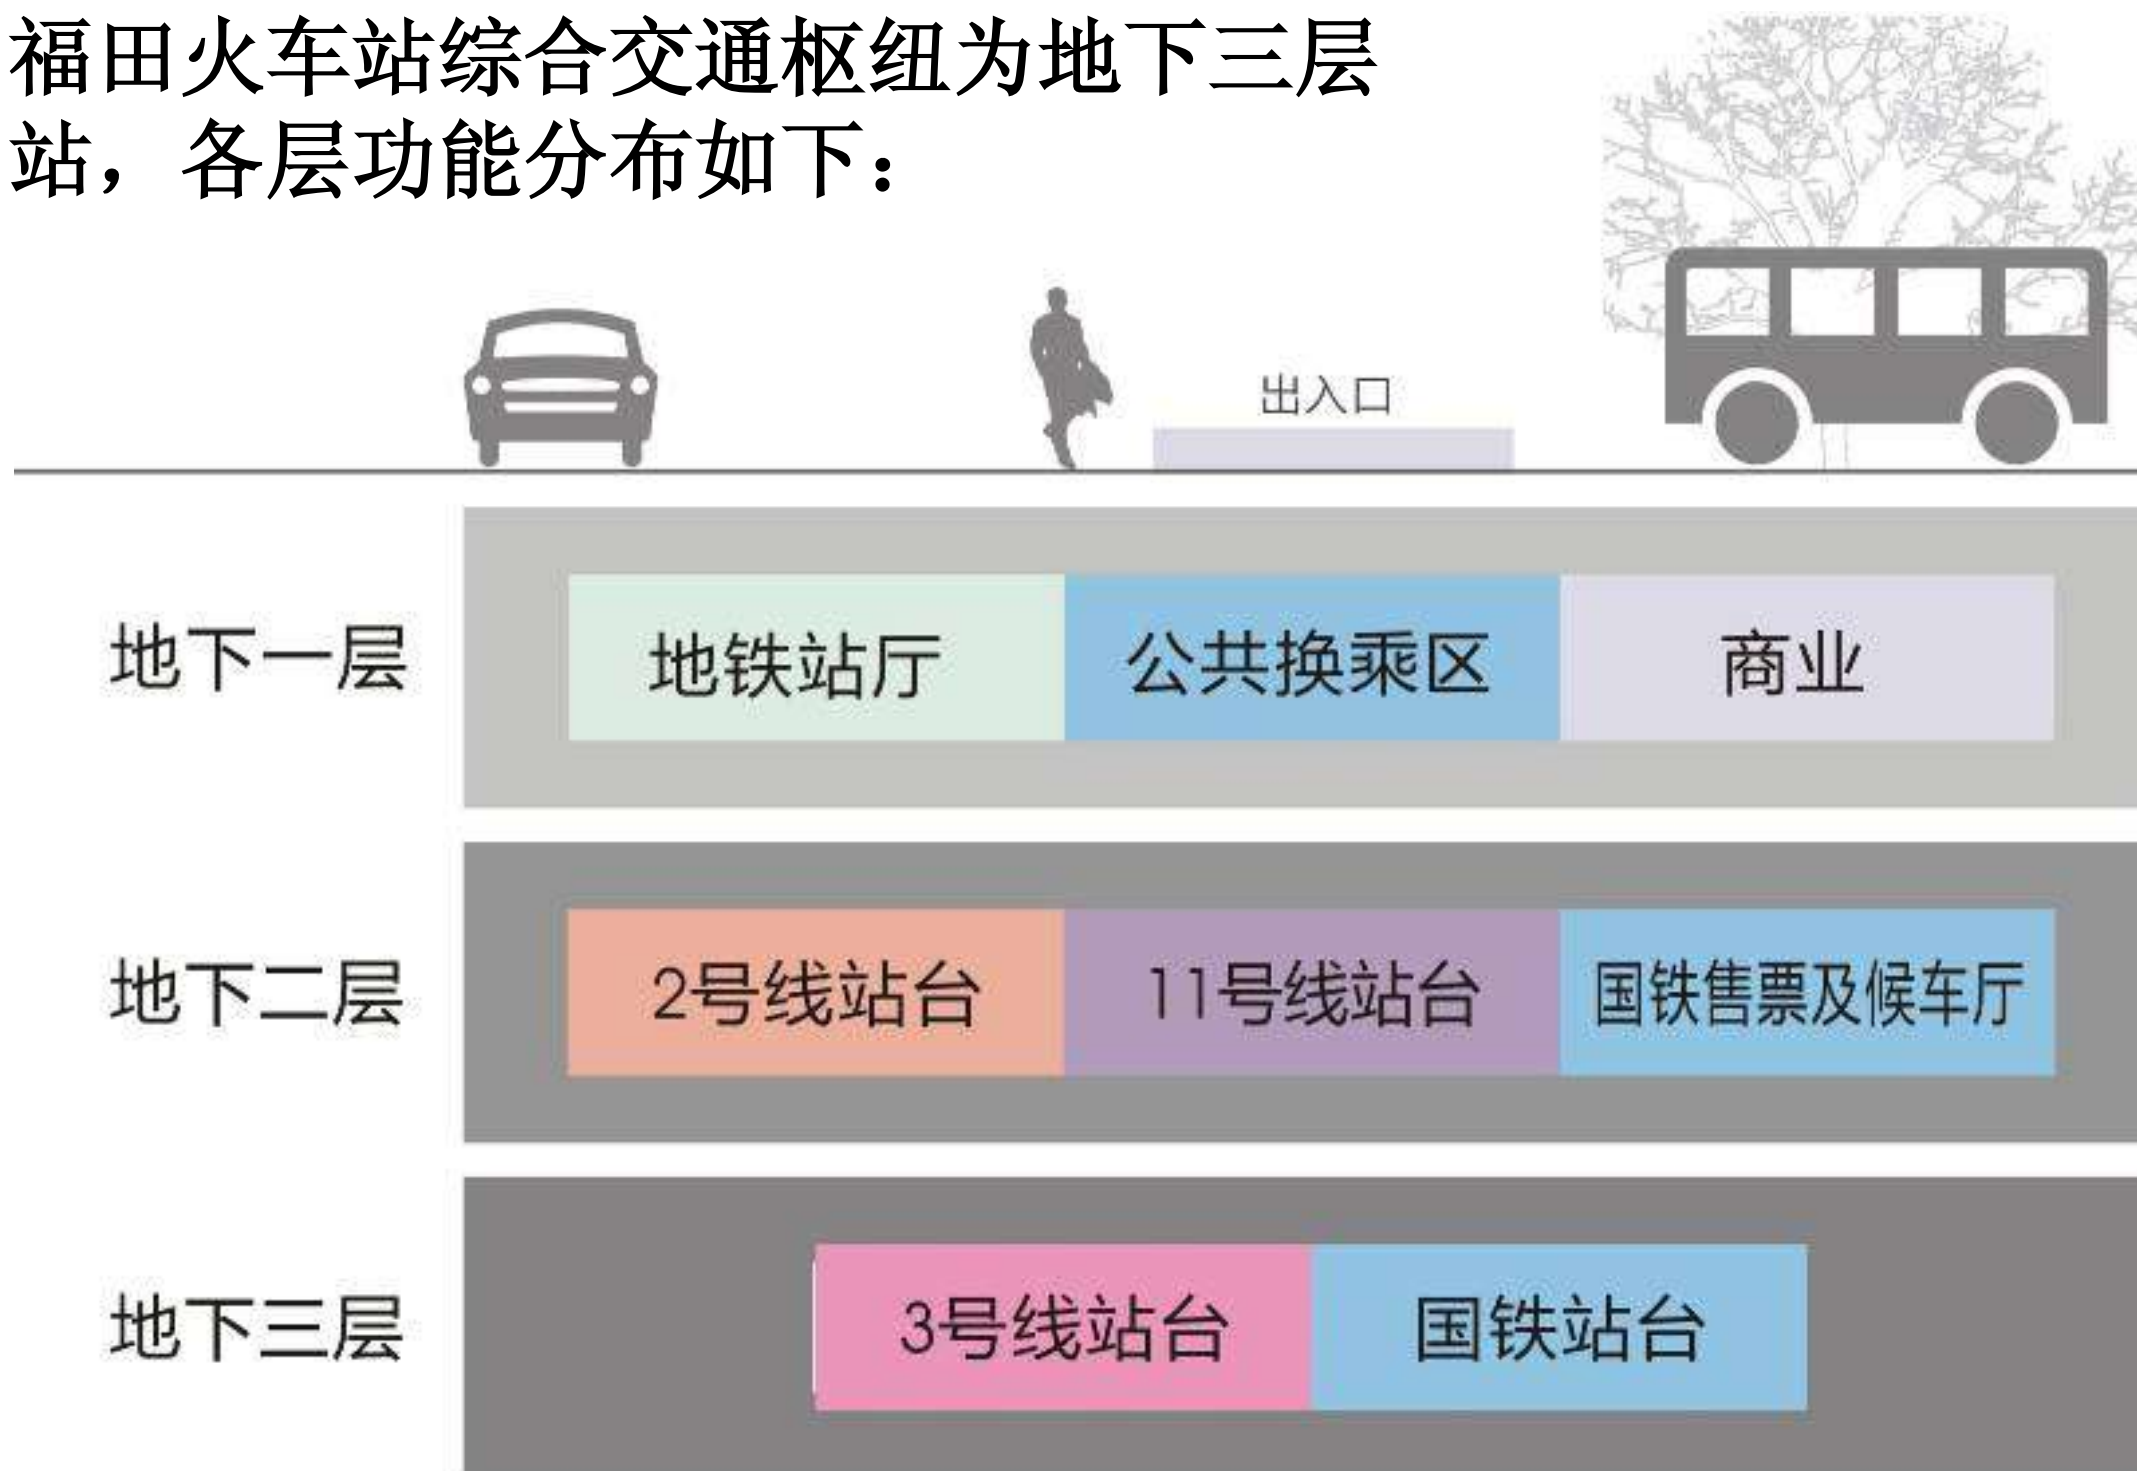 福田火车站综合交通枢纽为地下三层
站，各层功能分布如下：
出入口
地下一层
地铁站厅
公共换乘区
商业
地下二层
2号线站台
11号线站台
国铁售票及候车厅
地下三层
3号线站台
国铁站台